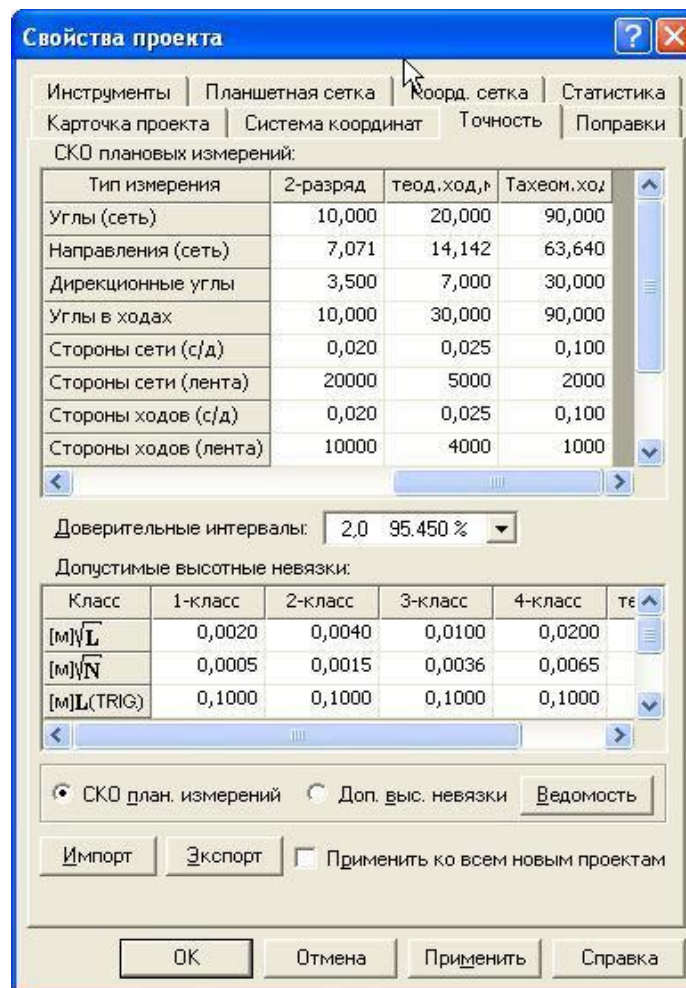 Свойства проекта
Инструменты Планшетная сетка Коорд. сетка Статистика
Карточка проекта Система координат Точность Поправки
СКО плановых измерений:
Тип измерения 2-разряд теод.ход,м Тахеом.ход
Углы (сеть) 10,000 20,000 90,000
Направления (сеть) 7,071 14,142 63,640
Дирекционные углы 3,500 7,000 30,000
Углы в ходах 10,000 30,000 90,000
Стороны сети (с/д) 0,020 0,025 0,100
Стороны сети (лента) 20000 5000 2000
Стороны ходов (с/д) 0,020 0,025 0,100
Стороны ходов (лента) 10000 4000 1000
Доверительные интервалы: 2,0 95.450 %
Допустимые высотные невязки:
Класс 1-класс 2-класс 3-класс 4-класс те
[м]√L 0,0020 0,0040 0,0100 0,0200
[м]√N 0,0005 0,0015 0,0036 0,0065
[м]L(TRIG) 0,1000 0,1000 0,1000 0,1000
СКО план. измерений Доп. выс. невязки Ведомость
Импорт Экспорт Применить ко всем новым проектам
ОК Отмена Применить Справка